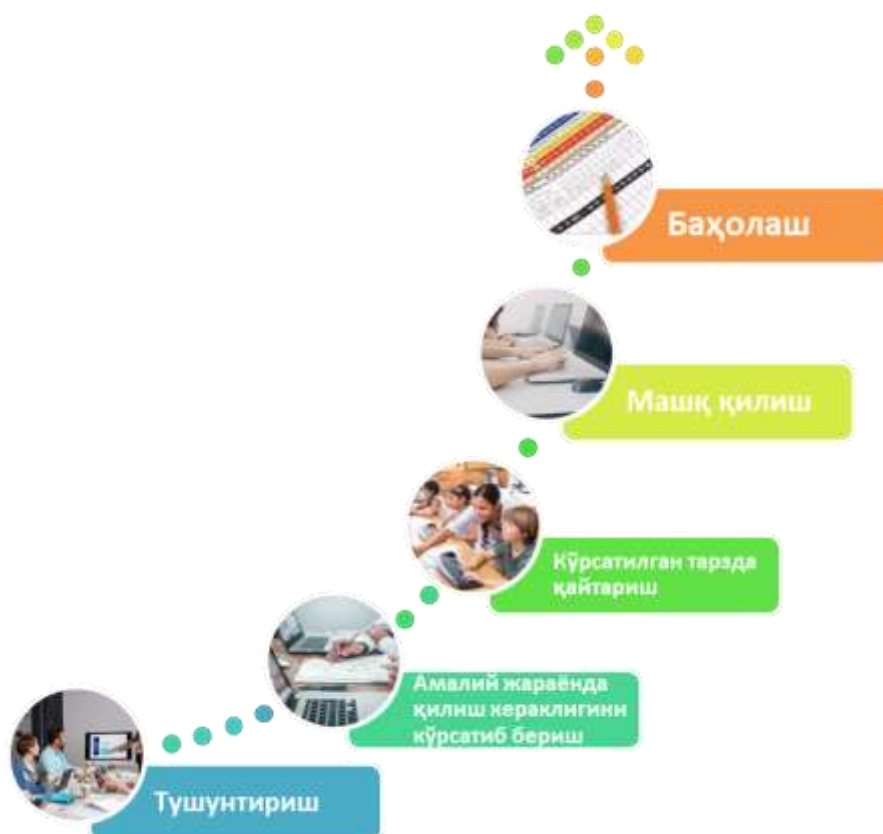 Баҳолаш
Машқ қилиш
Кўрсатилган тарзда
қайтариш
Амалий жараёнда
қилиш кераклигини
кўрсатиб бериш
Тушунтириш